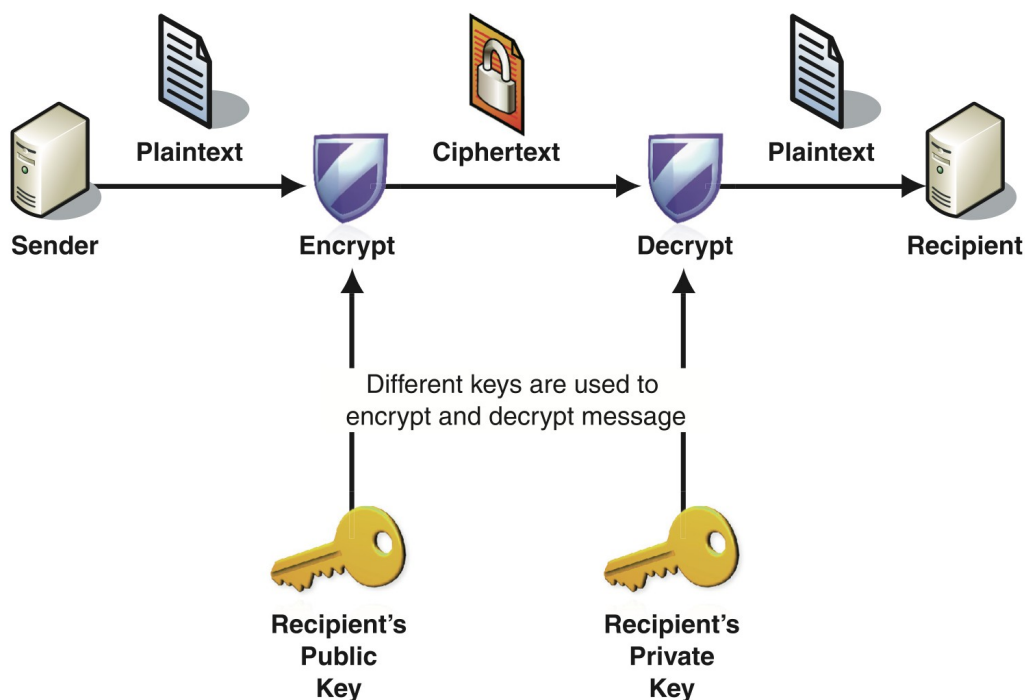 Plaintext
Ciphertext
Plaintext
Sender
Encrypt
Decrypt
Recipient
Different keys are used to
encrypt and decrypt message
Recipient's
Public
Key
Recipient's
Private
Key